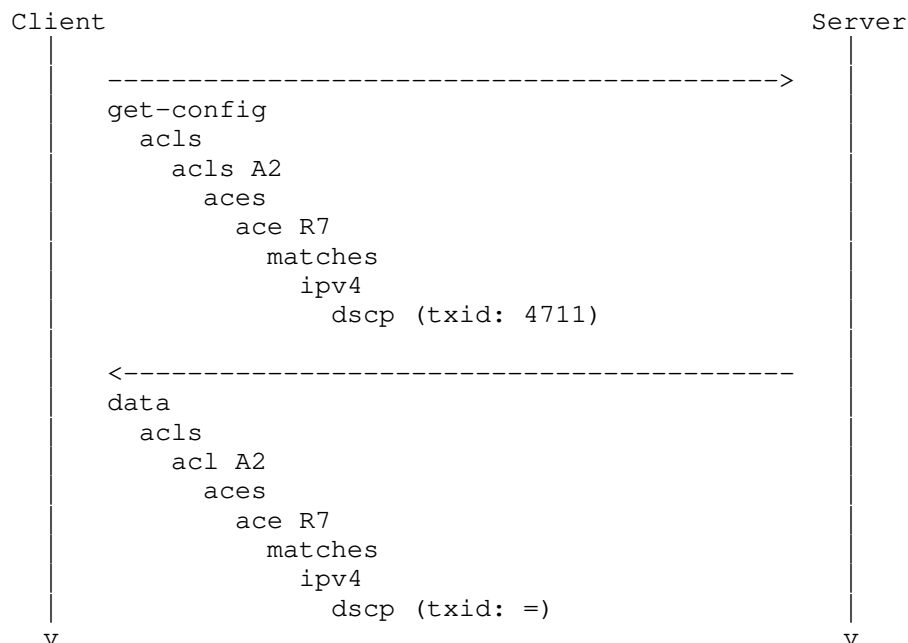 Client Server
------------------------------------------>
get-config
acls
acls A2
aces
ace R7
matches
ipv4
dscp (txid: 4711)
<------------------------------------------
data
acls
acl A2
aces
ace R7
matches
ipv4
dscp (txid: =)
v v